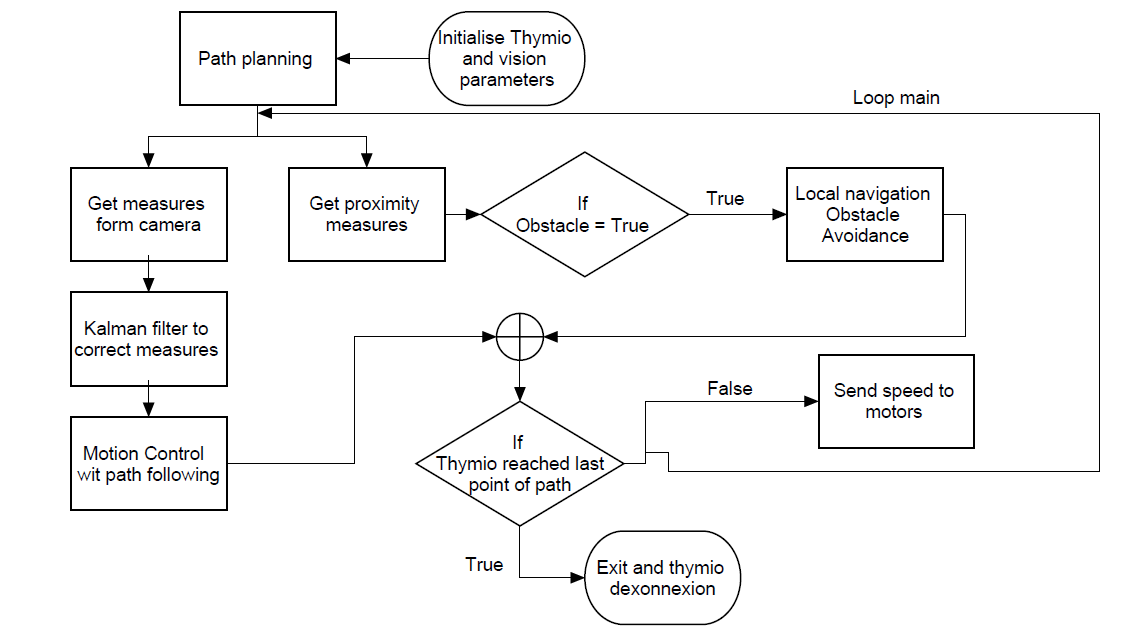 Path planning
Initialise Thymio
and vision
parameters
Loop main
Get measures
form camera
Get proximity
measures
If
Obstacle = True
True
Local navigation
Obstacle
Avoidance
Kalman filter to
correct measures
Motion Control
wit path following
If
Thymio reached last
point of path
False
Send speed to
motors
True
Exit and thymio
dexonnexion